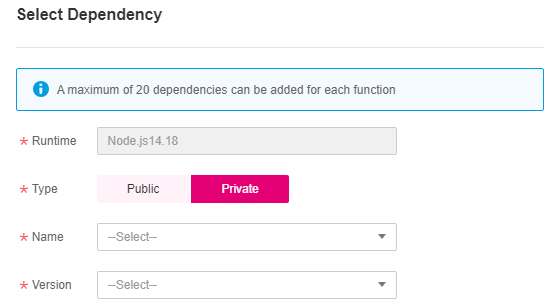 Select Dependency
A maximum of 20 dependencies can be added for each function
* Runtime Node.js14.18
* Type Public Private
* Name --Select--
* Version --Select--